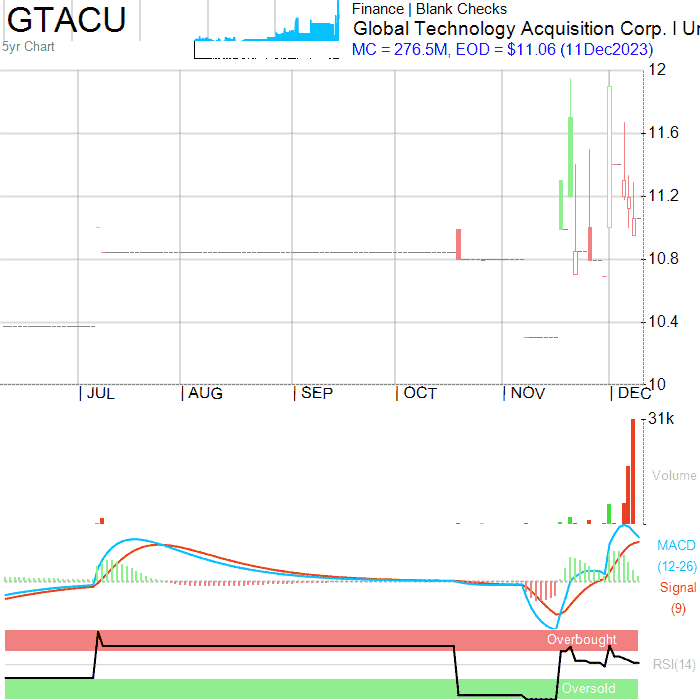 GTACU
5yr Chart
Finance | Blank Checks
Global Technology Acquisition Corp. I Un
MC = 276.5M, EOD = $11.06 (11Dec2023)
12
11.6
11.2
10.8
10.4
10
| JUL | AUG | SEP | OCT | NOV | DEC
31k
Volume
MACD
(12-26)
Signal
(9)
Overbought
RSI(14)
Oversold